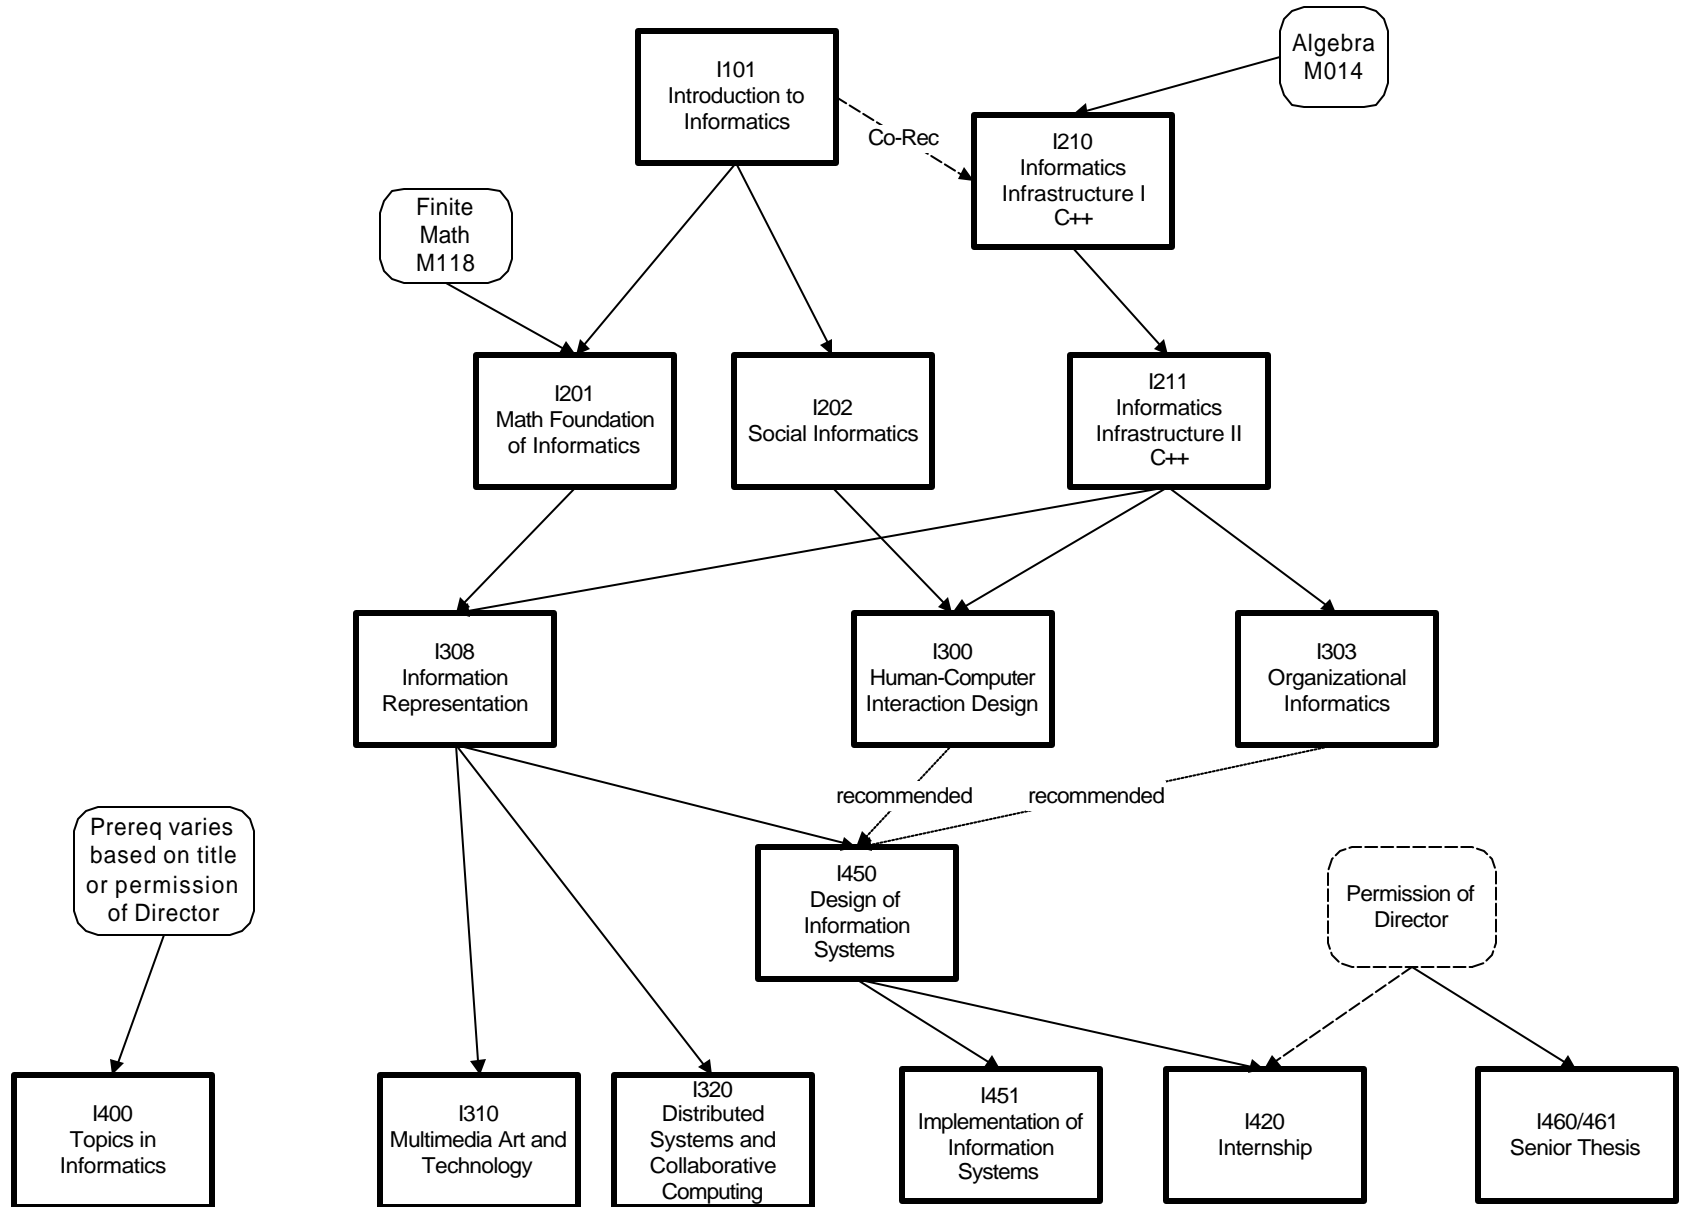 I101
Introduction to
Informatics
Algebra
M014
Co-Rec
I210
Informatics
Infrastructure I
C++
Finite
Math
M118
I201
Math Foundation
of Informatics
I202
Social Informatics
I211
Informatics
Infrastructure II
C++
I308
Information
Representation
I300
Human-Computer
Interaction Design
I303
Organizational
Informatics
recommended
recommended
Prereq varies
based on title
or permission
of Director
I450
Design of
Information
Systems
Permission of
Director
I400
Topics in
Informatics
I310
Multimedia Art and
Technology
I320
Distributed
Systems and
Collaborative
Computing
I451
Implementation of
Information
Systems
I420
Internship
I460/461
Senior Thesis